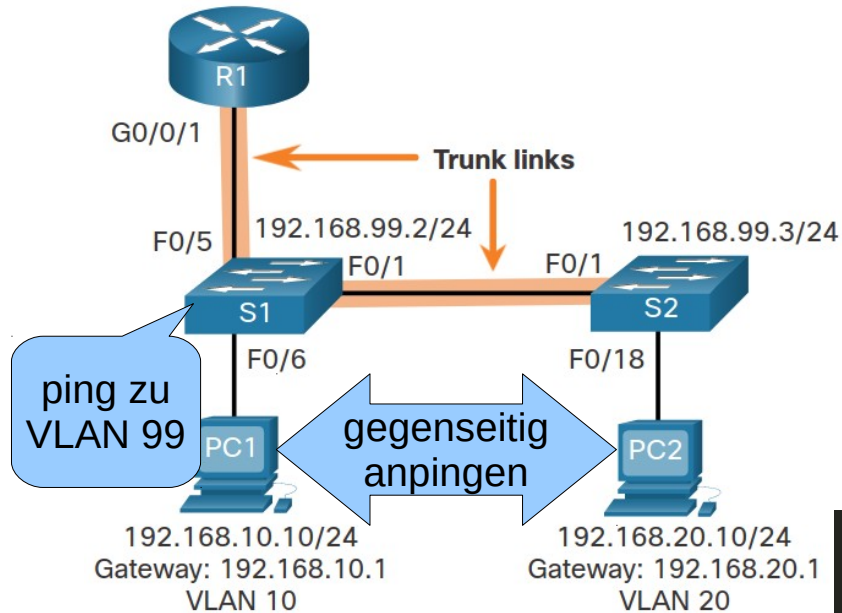 R1
G0/0/1
Trunk links
F0/5
192.168.99.2/24
192.168.99.3/24
F0/1
F0/1
S1
S2
F0/6
F0/18
ping zu
VLAN 99
gegenseitig
anpingen
PC1
PC2
192.168.10.10/24
Gateway: 192.168.10.1
VLAN 10
192.168.20.10/24
Gateway: 192.168.20.1
VLAN 20